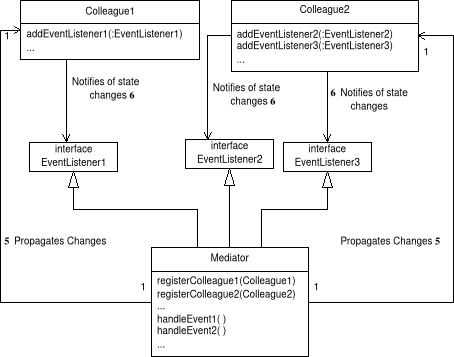 Colleague1
1
addEventListener1(:EventListener1)
...
Colleague2
addEventListener2(:EventListener2)
addEventListener3(:EventListener3)
...
1
Notifies of state
changes 6
Notifies of state
changes 6
6 Notifies of state
changes
interface
EventListener1
interface
EventListener2
interface
EventListener3
5 Propagates Changes
Propagates Changes 5
Mediator
1
registerColleague1(Colleague1)
registerColleague2(Colleague2)
...
handleEvent1( )
handleEvent2( )
...
1